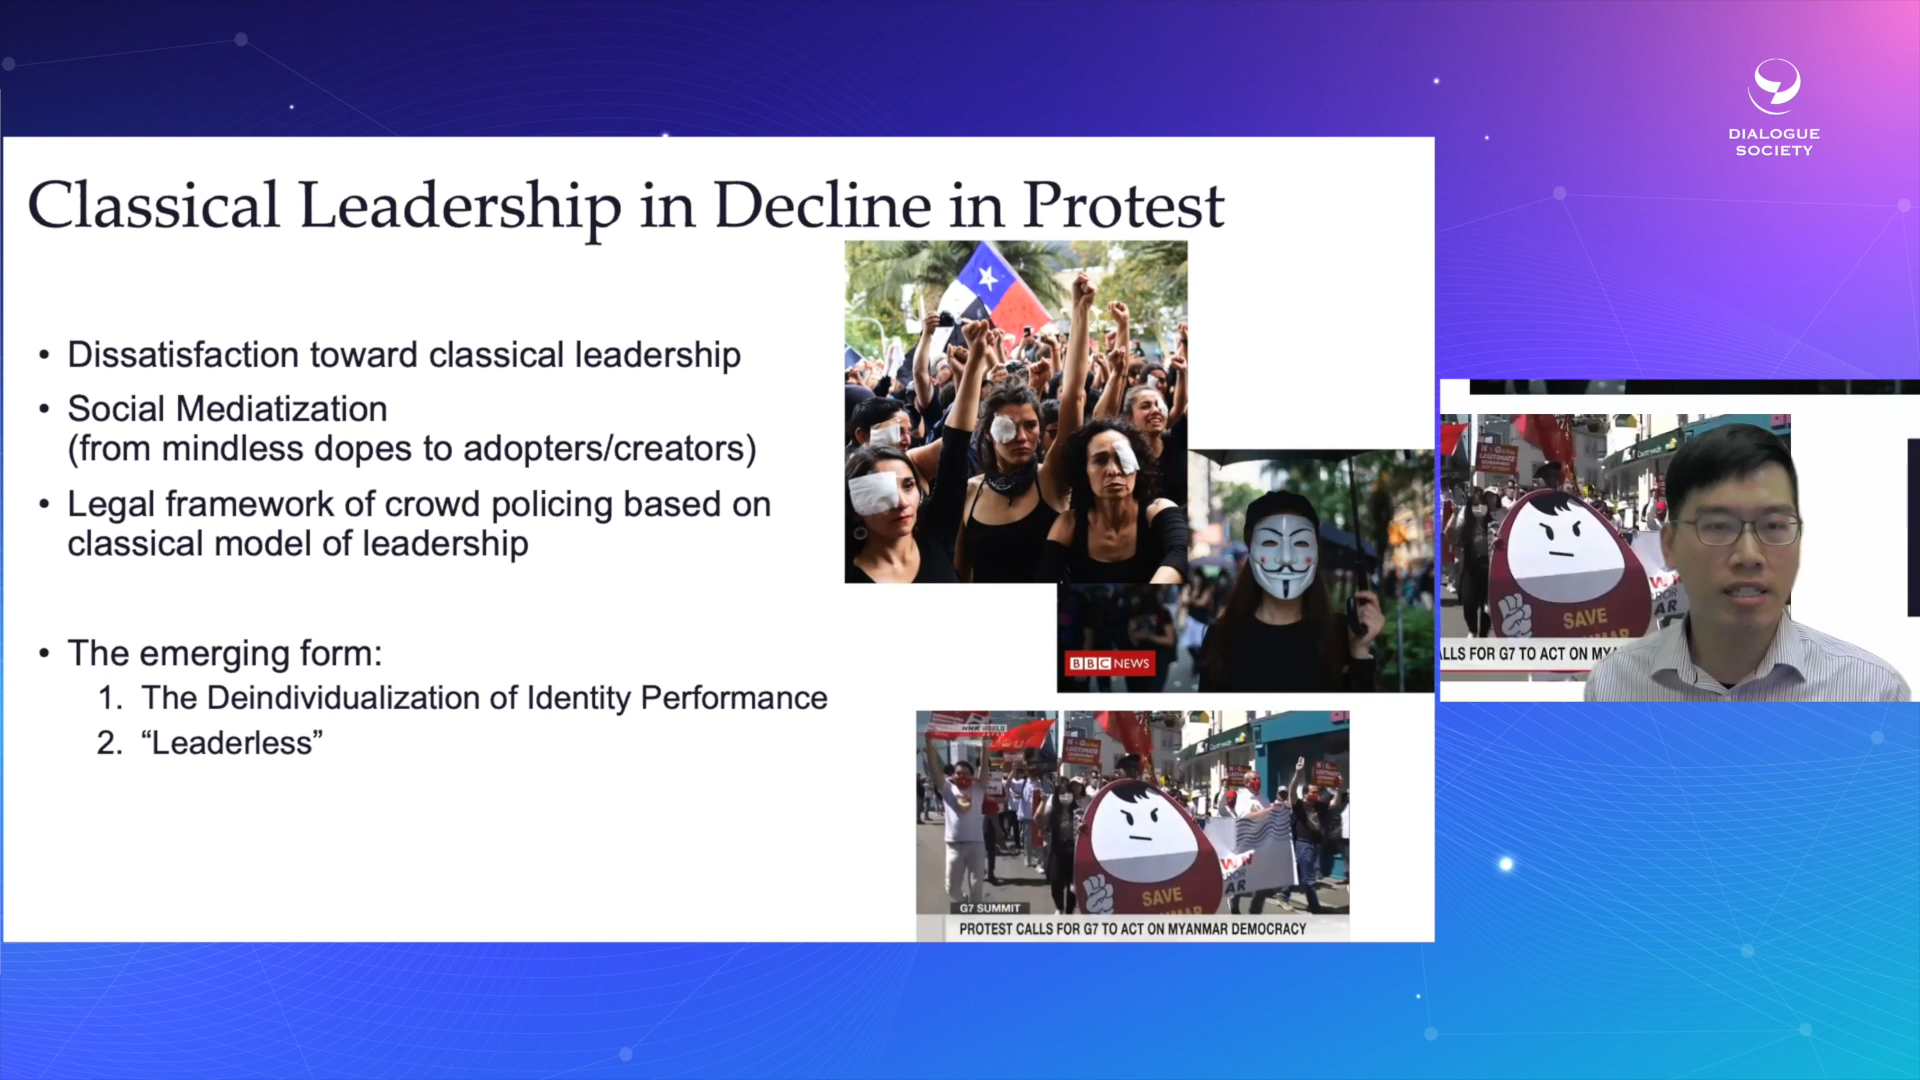 DIALOGUE
SOCIETY
Classical Leadership in Decline in Protest
• Dissatisfaction toward classical leadership
• Social Mediatization
(from mindless dopes to adopters/creators)
• Legal framework of crowd policing based on
classical model of leadership
• The emerging form:
1. The Deindividualization of Identity Performance
2. “Leaderless”
BBC NEWS
SAVE
G7 SUMMIT
PROTEST CALLS FOR G7 TO ACT ON MYANMAR DEMOCRACY
SAVE
LLS FOR G7 TO ACT ON MYA